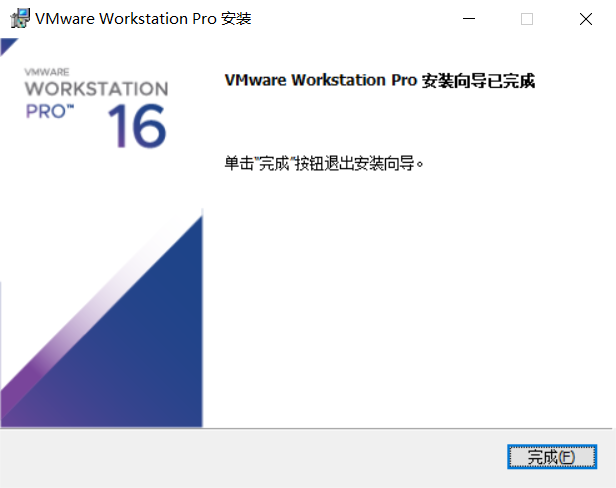 VMware Workstation Pro 安装
VMWARE
WORKSTATION
PRO™ 16
VMware Workstation Pro 安装向导已完成
单击"完成"按钮退出安装向导。
完成(F)